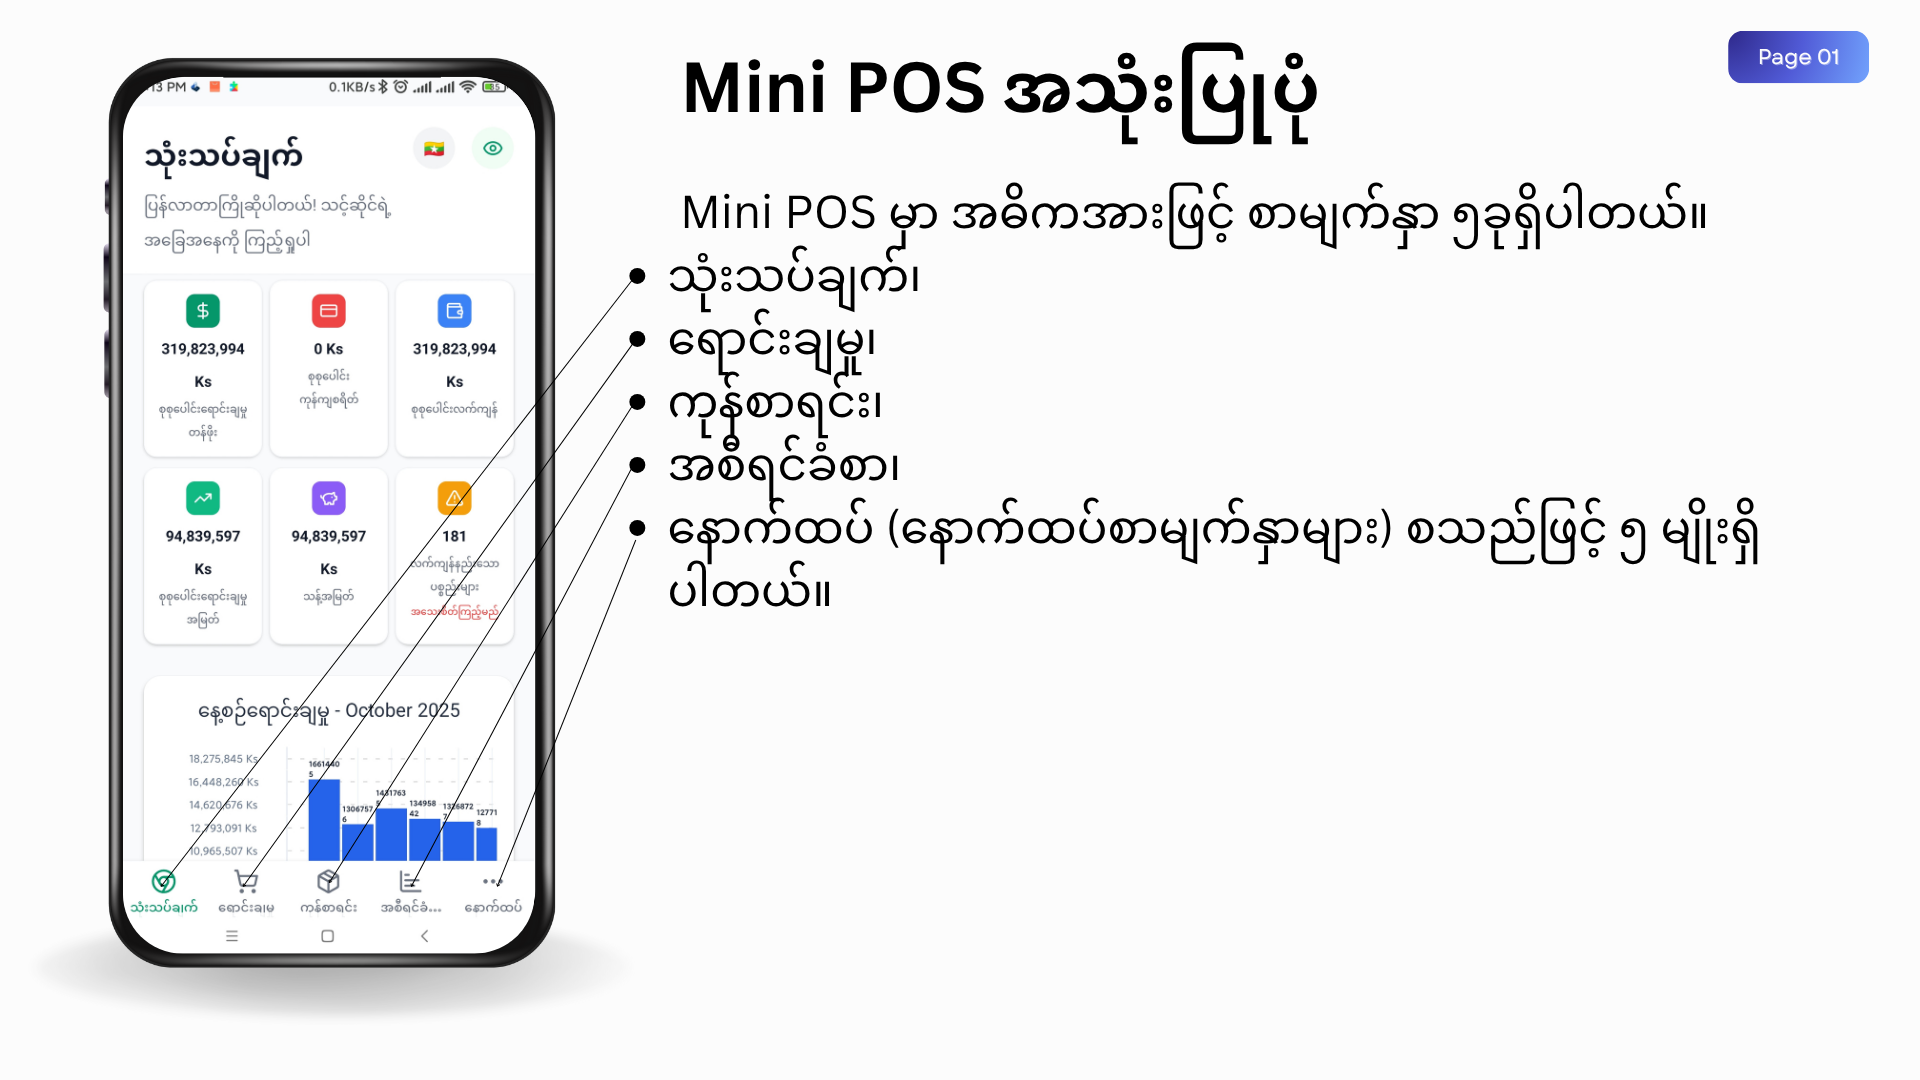 Page 01
Mini POS အသုံးပြုပုံ
Mini POS မှာ အဓိကအားဖြင့် စာမျက်နှာ ၅ခုရှိပါတယ်။
သုံးသပ်ချက်၊
ရောင်းချမှု၊
ကုန်စာရင်း၊
အစီရင်ခံစာ၊
နောက်ထပ် (နောက်ထပ်စာမျက်နှာများ) စသည်ဖြင့် ၅ မျိုးရှိ
ပါတယ်။
13 PM
0.1KB/s
သုံးသပ်ချက်
ပြန်လာတာကြိုဆိုပါတယ်! သင့်ဆိုင်ရဲ့
အခြေအနေကို ကြည့်ရှုပါ
319,823,994
Ks
စုစုပေါင်းရောင်းချမှု
တန်ဖိုး
0 Ks
စုစုပေါင်း
ကုန်ကျစရိတ်
319,823,994
Ks
စုစုပေါင်းလက်ကျန်
94,839,597
Ks
စုစုပေါင်းရောင်းချမှု
အမြတ်
94,839,597
Ks
သန့်အမြတ်
181
လက်ကျန်နည်းသော
ပစ္စည်းများ
အသေးစိတ်ကြည့်မည်
နေ့စဉ်ရောင်းချမှု - October 2025
18,275,845 Ks
16,448,260 Ks
14,620,676 Ks
12,793,091 Ks
10,965,507 Ks
1661440
5
1306757
6
1431763
134958
42
1326872
7
12771
8
သုံးသပ်ချက်
ရောင်းချမှု
ကုန်စာရင်း
အစီရင်ခံ...
နောက်ထပ်